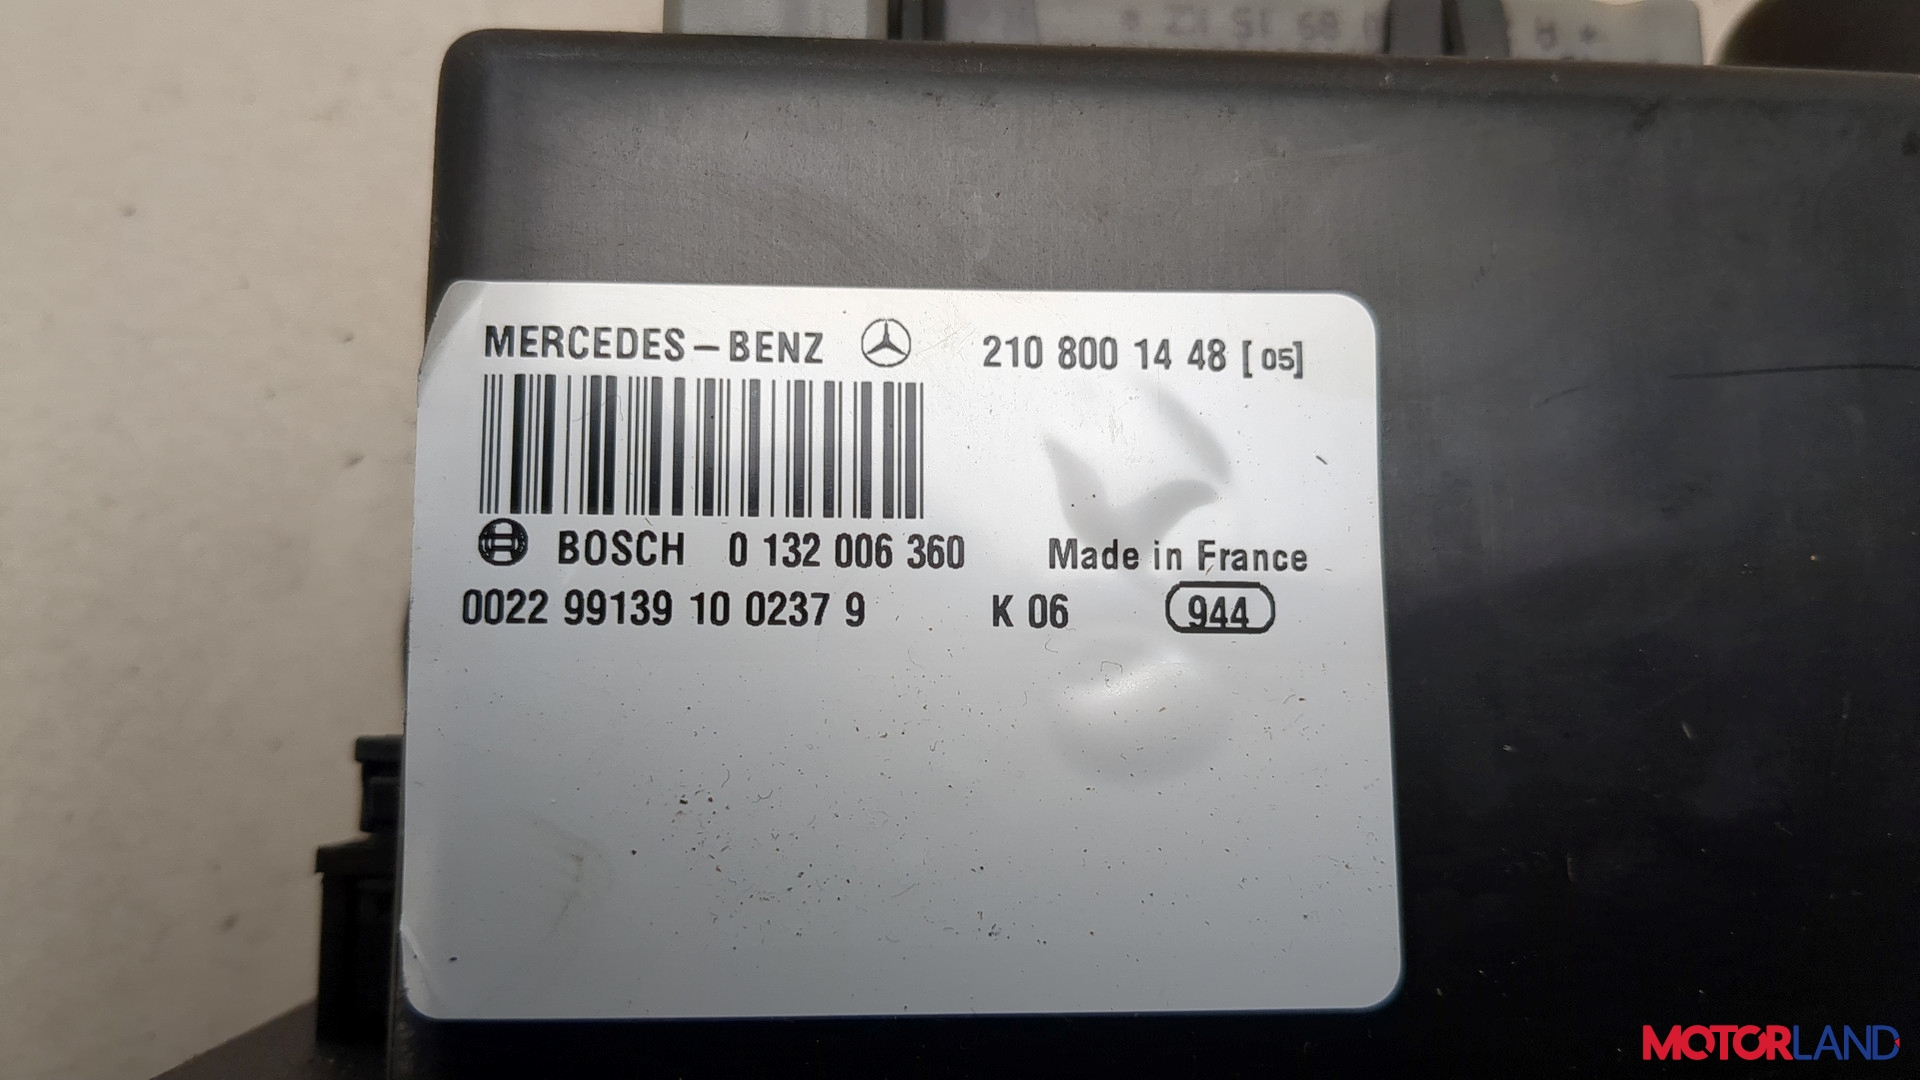 MERCEDES-BENZ 210 800 14 48 [05]
BOSCH 0 132 006 360 Made in France
0022 99139 10 0237 9 K 06 944
MOTORLAND